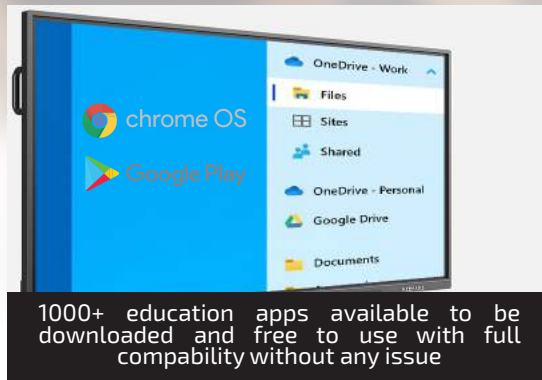 OneDrive - Work
Files
chrome OS
Sites
Shared
Google Play
OneDrive - Personal
Google Drive
Documents
1000+ education apps available to be
downloaded and free to use with full
compability without any issue